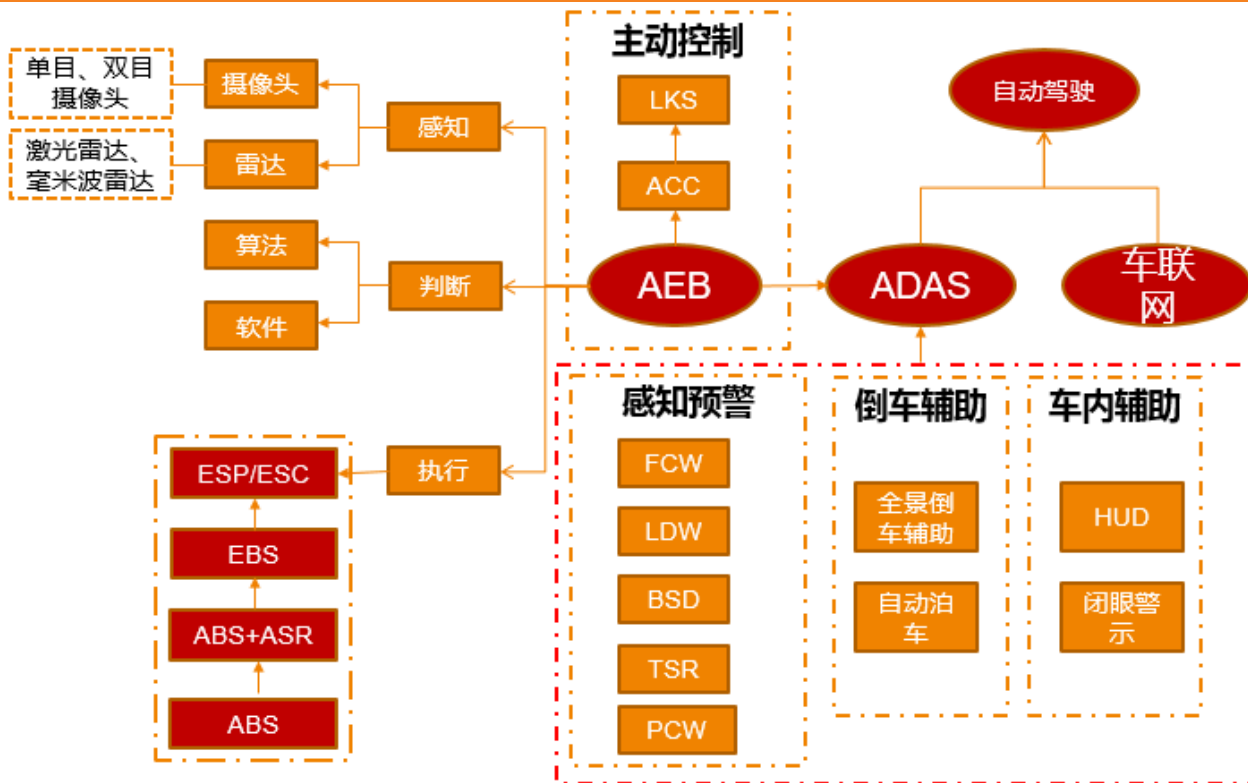 单目、双目
摄像头
激光雷达、
毫米波雷达
摄像头
雷达
感知
算法
软件
判断
执行
ESP/ESC
EBS
ABS+ASR
ABS
主动控制
LKS
ACC
AEB
自动驾驶
ADAS
车联
网
感知预警
FCW
LDW
BSD
TSR
PCW
倒车辅助
全景倒
车辅助
自动泊
车
车内辅助
HUD
闭眼警
示